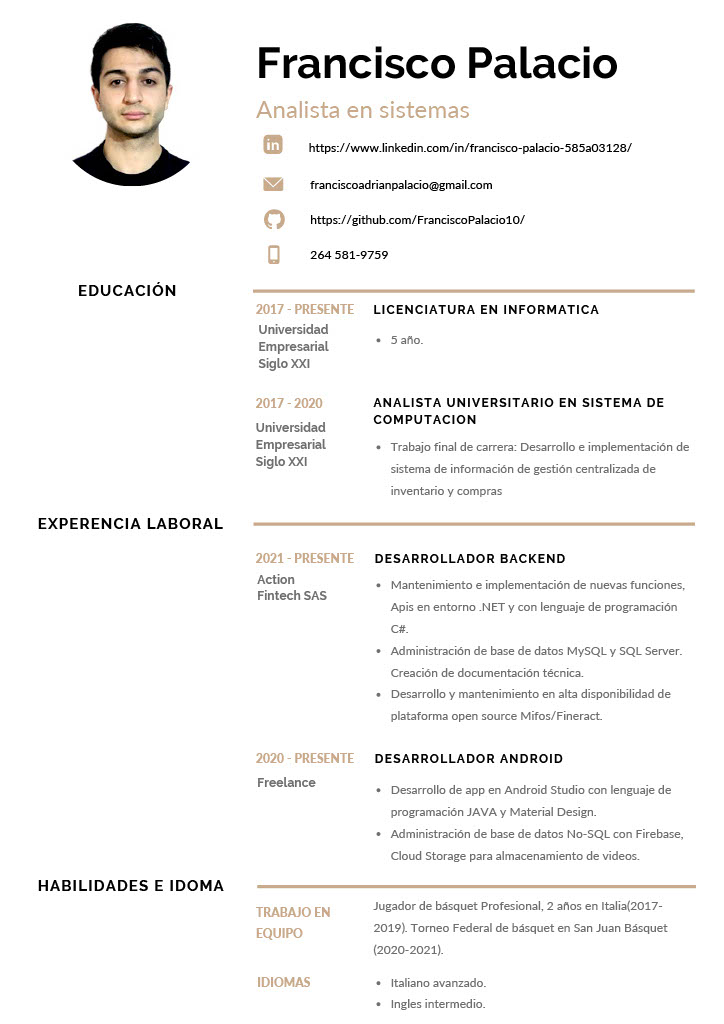 Francisco Palacio
Analista en sistemas
https://www.linkedin.com/in/francisco-palacio-585a03128/
franciscoadrianpalacio@gmail.com
https://github.com/FranciscoPalacio10/
264 581-9759
EDUCACIÓN
2017 - PRESENTE
Universidad
Empresarial
Siglo XXI
LICENCIATURA EN INFORMATICA
• 5 año.
2017 - 2020
Universidad
Empresarial
Siglo XXI
ANALISTA UNIVERSITARIO EN SISTEMA DE
COMPUTACION
• Trabajo final de carrera: Desarrollo e implementación de
sistema de información de gestión centralizada de
inventario y compras
EXPERENCIA LABORAL
2021 - PRESENTE
Action
Fintech SAS
DESARROLLADOR BACKEND
• Mantenimiento e implementación de nuevas funciones,
Apis en entorno .NET y con lenguaje de programación
C#.
• Administración de base de datos MySQL y SQL Server.
Creación de documentación técnica.
• Desarrollo y mantenimiento en alta disponibilidad de
plataforma open source Mifos/Fineract.
2020 - PRESENTE
Freelance
DESARROLLADOR ANDROID
• Desarrollo de app en Android Studio con lenguaje de
programación JAVA y Material Design.
• Administración de base de datos No-SQL con Firebase,
Cloud Storage para almacenamiento de videos.
HABILIDADES E IDOMA
TRABAJO EN
EQUIPO
Jugador de básquet Profesional, 2 años en Italia(2017-
2019). Torneo Federal de básquet en San Juan Básquet
(2020-2021).
IDIOMAS
• Italiano avanzado.
• Ingles intermedio.